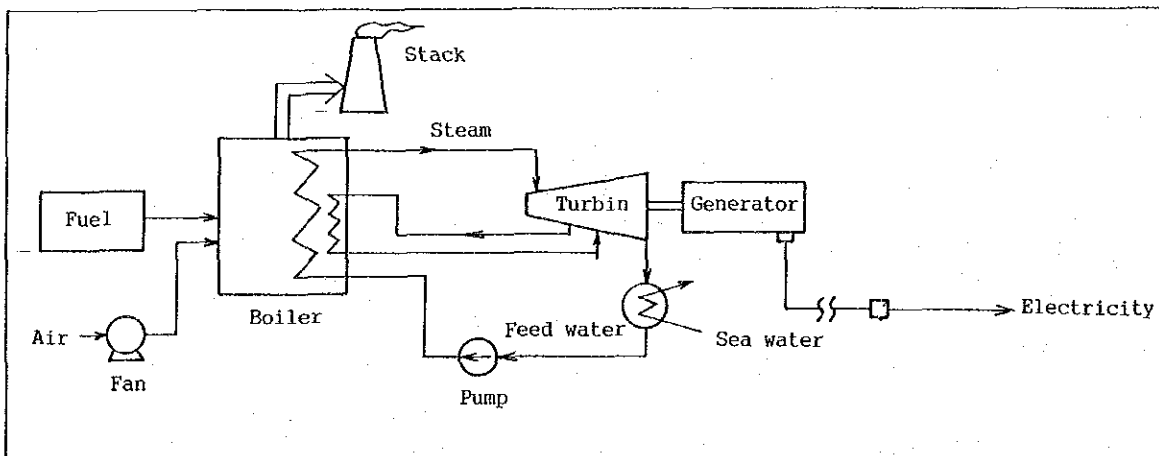 Stack
Steam
Fuel
Turbin
Generator
Boiler
Air
Fan
Feed water
Sea water
Electricity
Pump